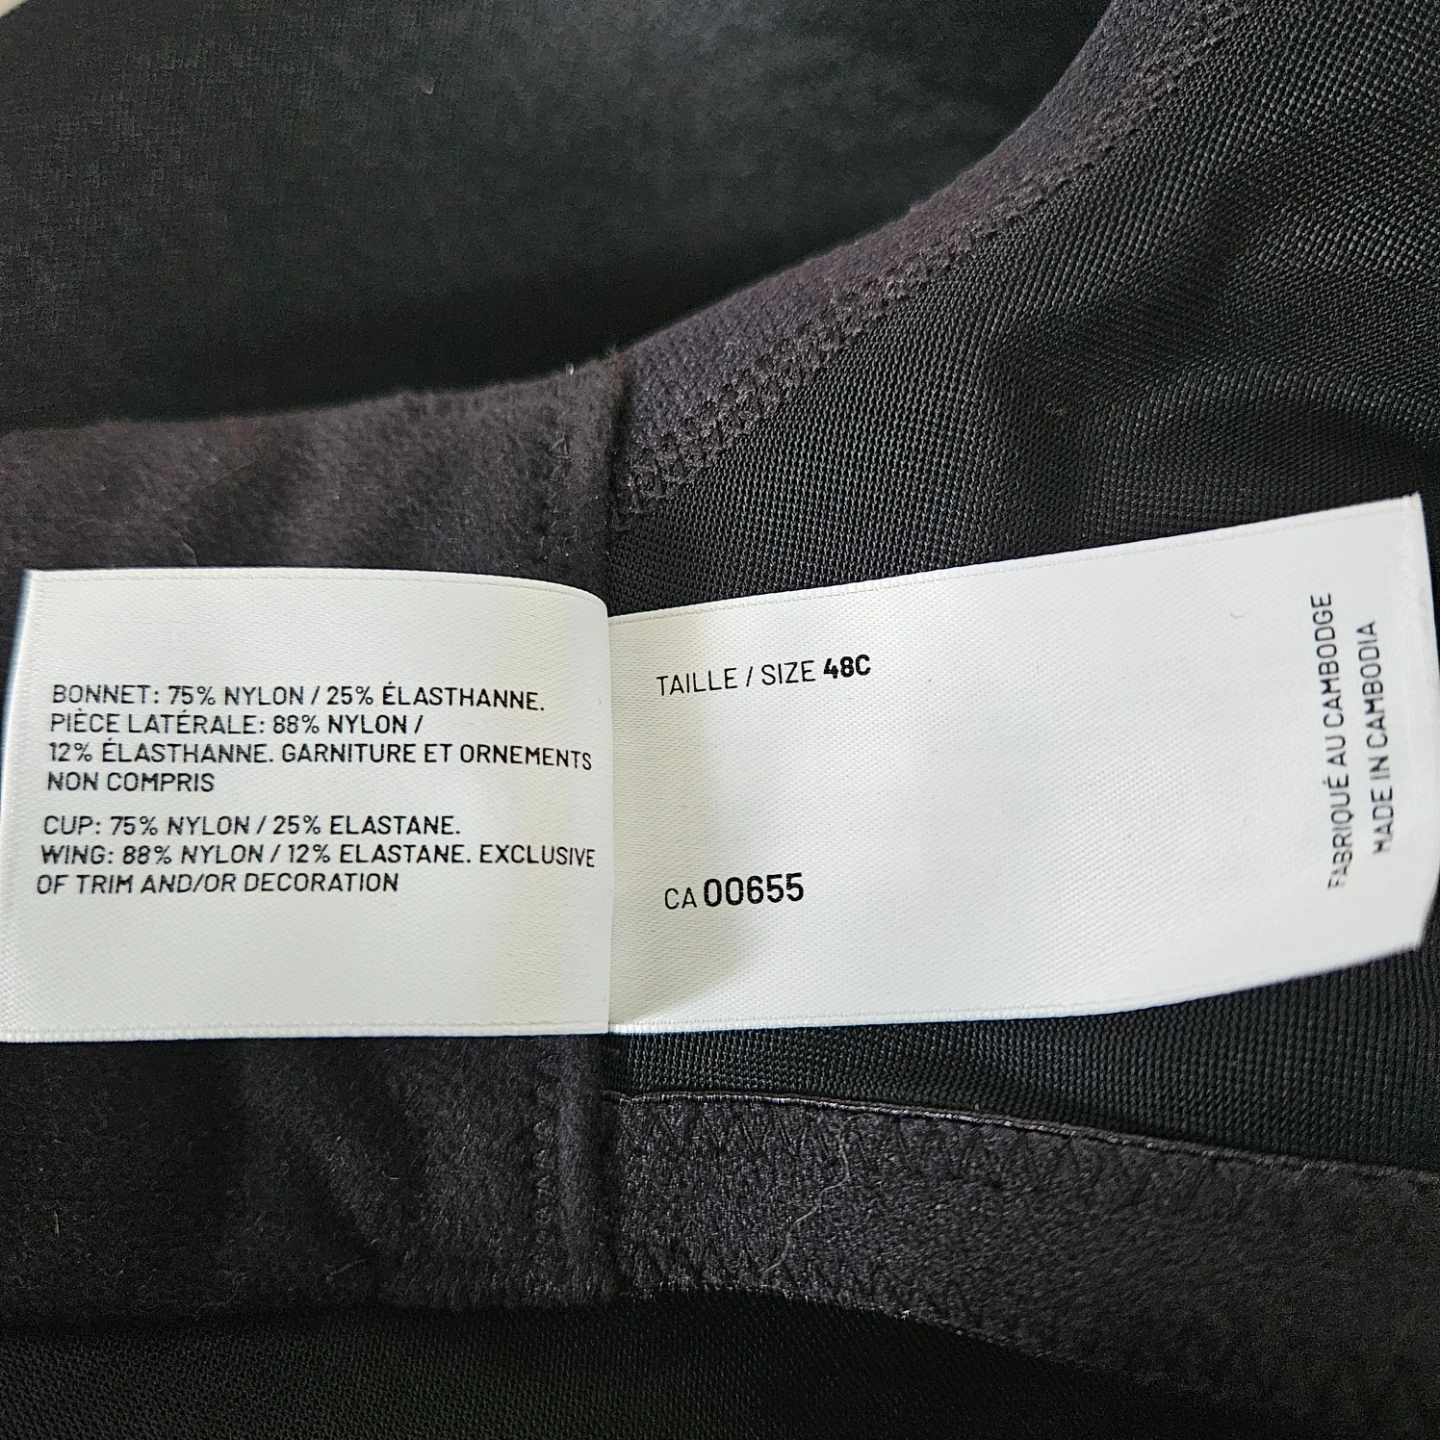 BONNET: 75% NYLON / 25% ÉLASTHANNE.
PIÈCE LATÉRALE: 88% NYLON /
12% ÉLASTHANNE. GARNITURE ET ORNEMENTS
NON COMPRIS
CUP: 75% NYLON / 25% ELASTANE.
WING: 88% NYLON / 12% ELASTANE. EXCLUSIVE
OF TRIM AND/OR DECORATION
TAILLE / SIZE 48C
CA 00655
FABRIQUÉ AU CAMBODGE
MADE IN CAMBODIA